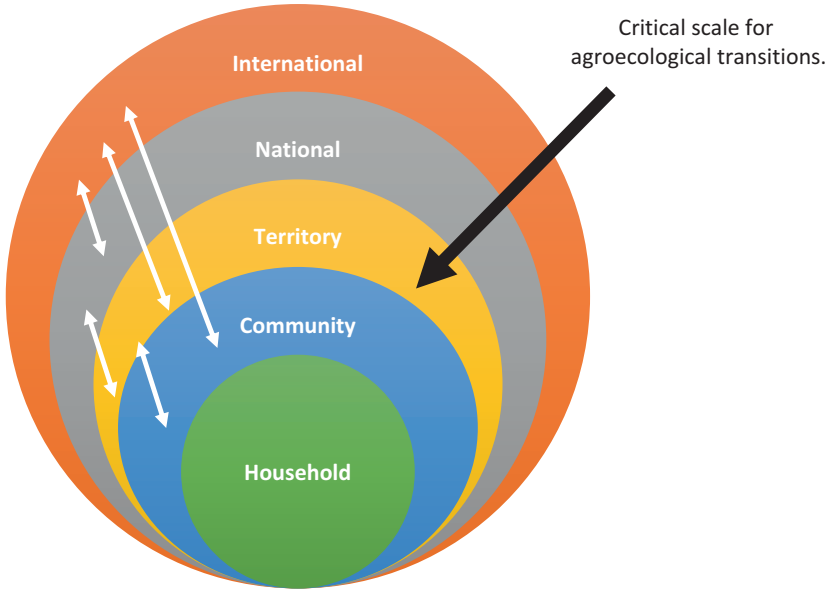 Critical scale for
agroecological transitions.
International
National
Territory
Community
Household